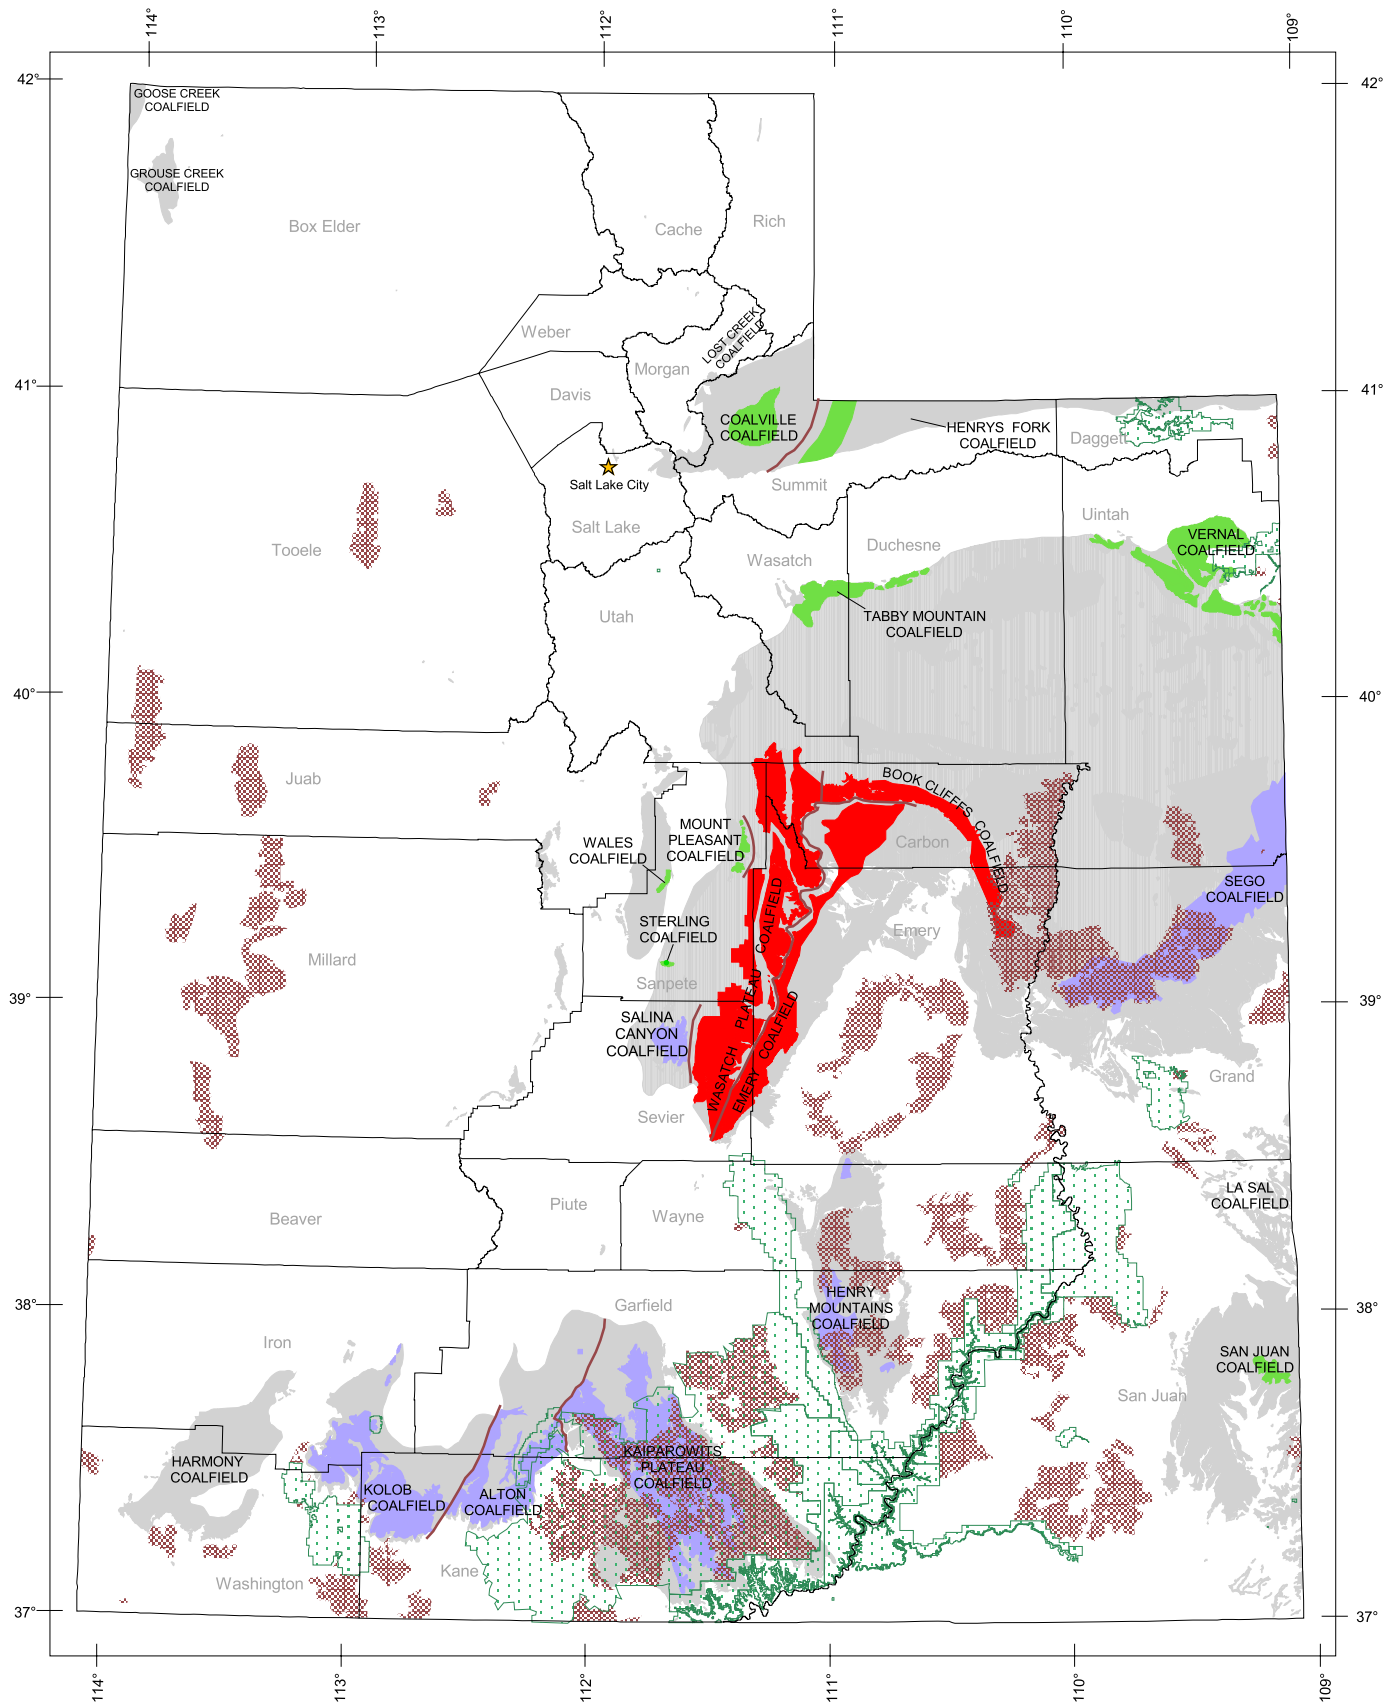 114°
113°
112°
111°
110°
109°
42°
42°
GOOSE CREEK
COALFIELD
GROUSE CREEK
COALFIELD
Box Elder
Cache
Rich
Weber
LOST CREEK
COALFIELD
Morgan
Davis
41°
41°
COALVILLE
COALFIELD
HENRYS FORK
COALFIELD
Daggett
Salt Lake City
Summit
Salt Lake
Uintah
Tooele
Wasatch
Duchesne
VERNAL
COALFIELD
Utah
TABBY MOUNTAIN
COALFIELD
40°
40°
Juab
BOOK CLIFFS COALFIELD
WALES
COALFIELD
MOUNT
PLEASANT
COALFIELD
Carbon
SEGO
COALFIELD
STERLING
COALFIELD
WASATCH PLATEAU COALFIELD
Emery
Millard
Sanpete
39°
39°
SALINA
CANYON
COALFIELD
EMERY COALFIELD
Grand
Sevier
LA SAL
COALFIELD
Beaver
Piute
Wayne
38°
38°
HENRY
MOUNTAINS
COALFIELD
Garfield
Iron
SAN JUAN
COALFIELD
San Juan
HARMONY
COALFIELD
KAIPAROWITS
PLATEAU
COALFIELD
KOLOB
COALFIELD
ALTON
COALFIELD
Washington
Kane
37°
37°
114°
113°
112°
111°
110°
109°